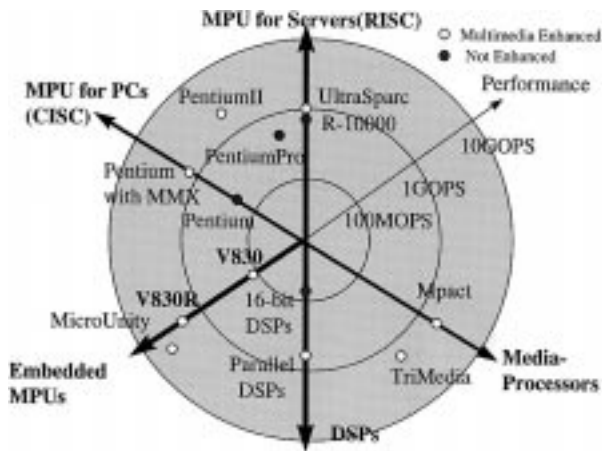 MPU for Servers(RISC)
Multimedia Enhanced
Not Enhanced
MPU for PCs
(CISC)
PentiumII
UltraSparc
R-10000
Performance
10GOPS
PentiumPro
Pentium
with MMX
1GOPS
Pentium
100MOPS
V830
V830R
16-bit
DSPs
Mpact
MicroUnity
Embedded
MPUs
Parallel
DSPs
TriMedia
Media-
Processors
DSPs